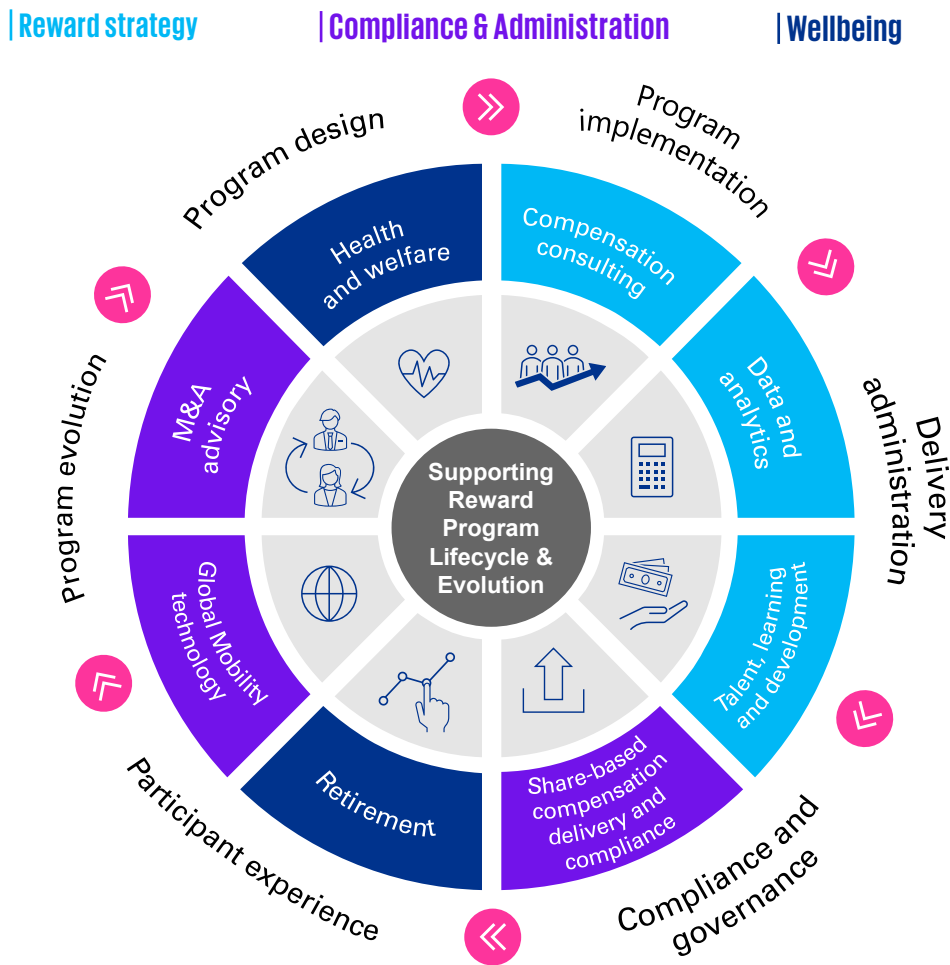 Reward strategy
Compliance & Administration
Wellbeing
Program design
Program
implementation
Delivery
administration
Compliance and
governance
Participant experience
Program evolution
Health
and welfare
Compensation
consulting
Data and
analytics
Talent, learning
and development
Share-based
compensation
delivery and
compliance
Retirement
Global Mobility
technology
M&A
advisory
Supporting
Reward
Program
Lifecycle &
Evolution